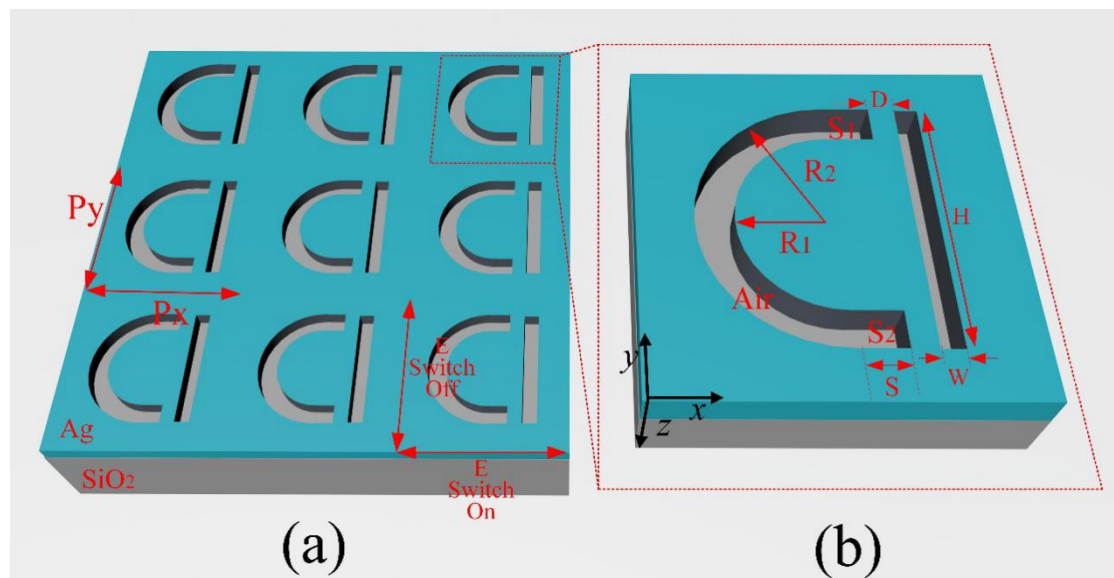 Py
Px
E
Switch
Off
E
Switch
On
Ag
SiO2
(a)
D
S1
R2
R1
H
Air
S2
S
W
y
x
z
(b)